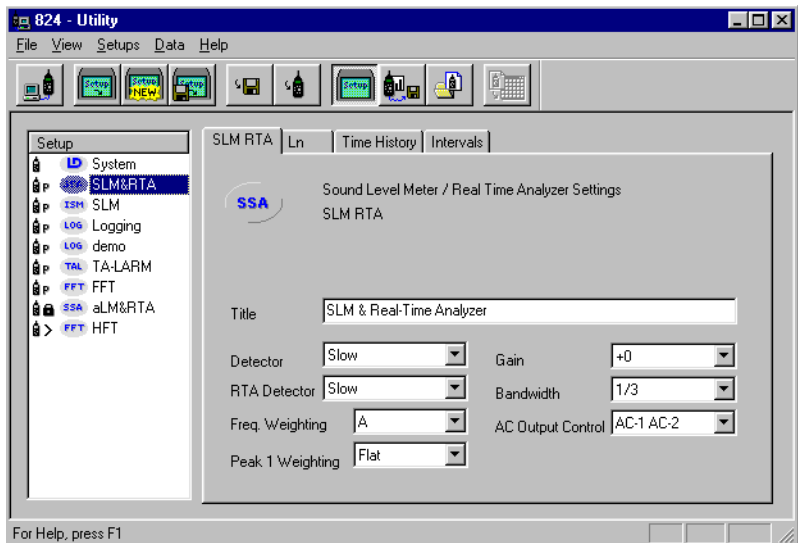 824 - Utility
File View Setups Data Help
Setup Setup NEW! Setup Setup
Setup
LD System
P SSA SLM&RTA
P ISM SLM
P LOG Logging
P LOG demo
P TAL TA-LARM
P FFT FFT
SSA aLM&RTA
> FFT HFT
SLM RTA Ln Time History Intervals
SSA
Sound Level Meter / Real Time Analyzer Settings
SLM RTA
Title SLM & Real-Time Analyzer
Detector Slow Gain +0
RTA Detector Slow Bandwidth 1/3
Freq. Weighting A AC Output Control AC-1 AC-2
Peak 1 Weighting Flat
For Help, press F1